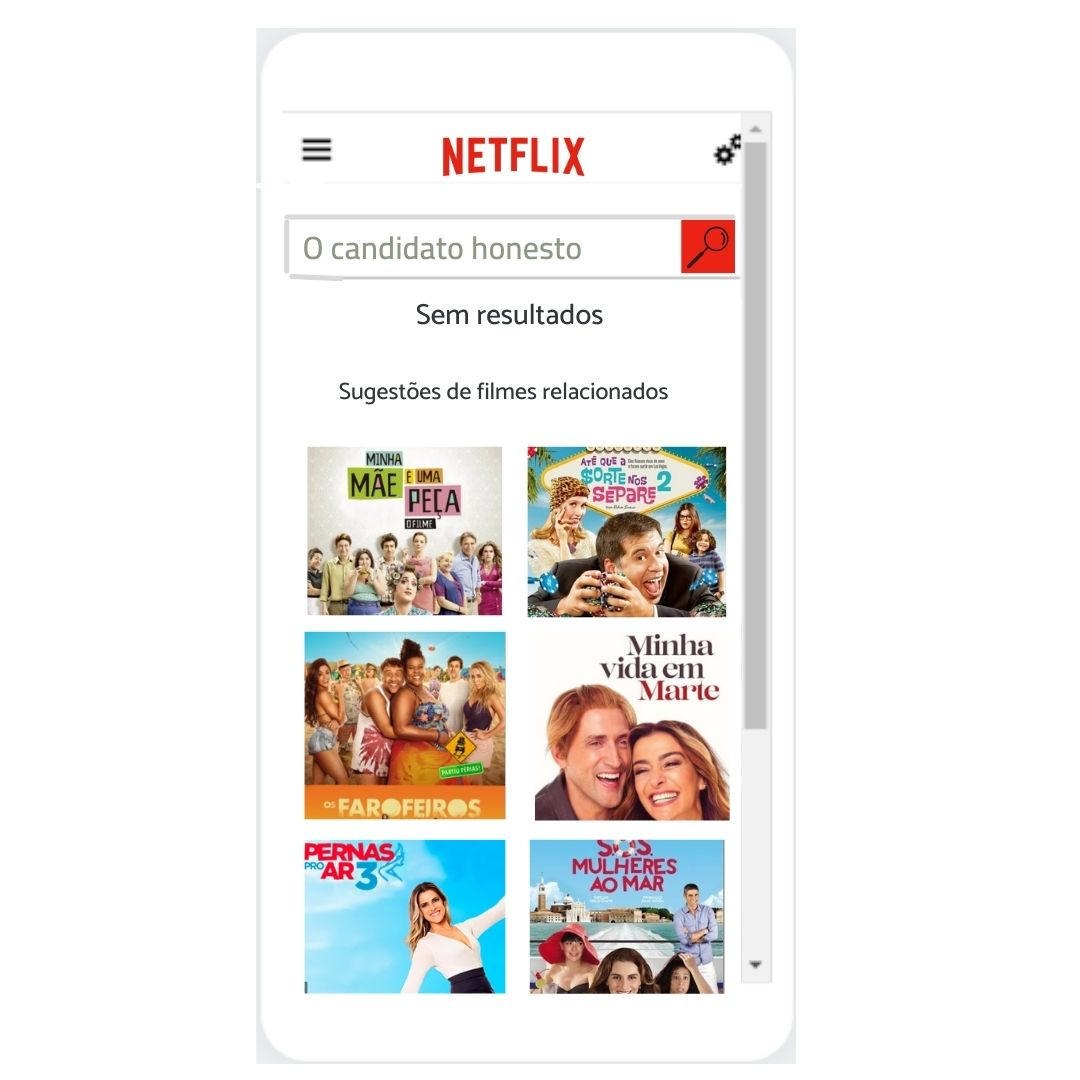 NETFLIX
O candidato honesto
Sem resultados
Sugestões de filmes relacionados
MINHA
MÃE É UMA
PEÇA
O FILME
ATÉ QUE A
SORTE NOS
SEPARE 2
PARTIU FÉRIAS!
OS FAROFEIROS
Minha
vida em
Marte
PERNAS
PRO AR 3
S.O.S.
MULHERES
AO MAR